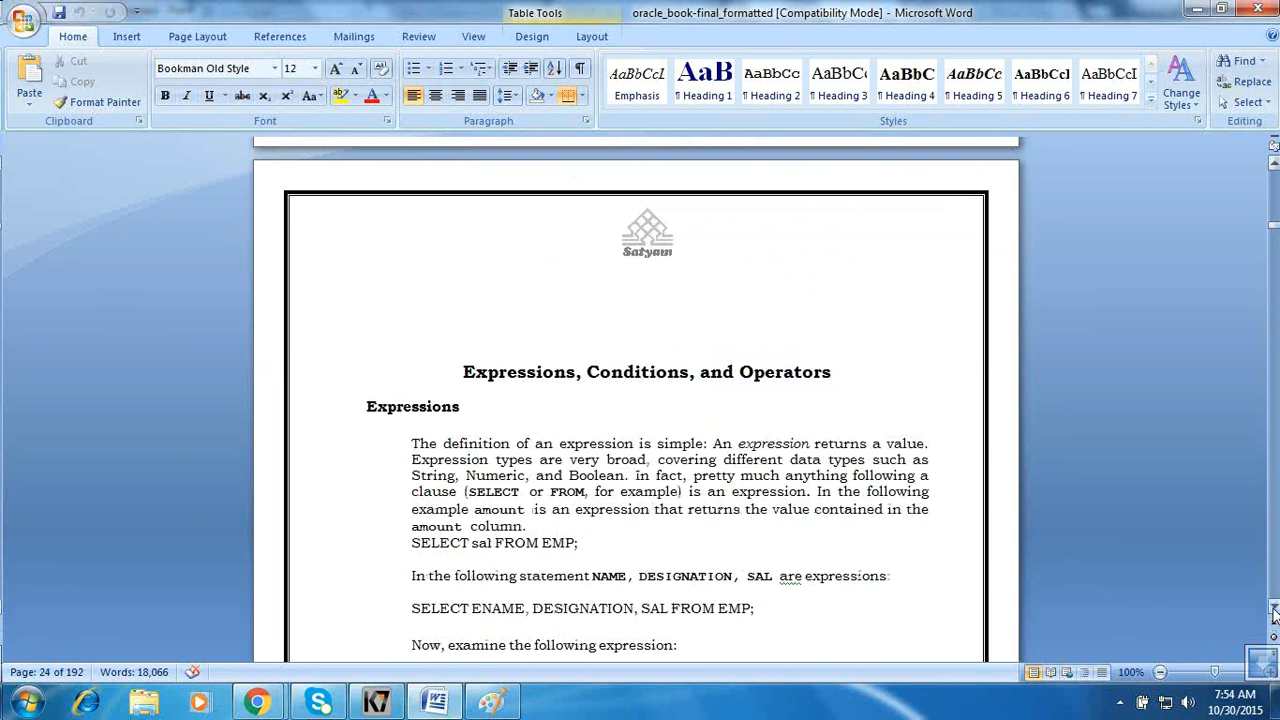 Table Tools
oracle_book-final_formatted [Compatibility Mode] - Microsoft Word
Home Insert Page Layout References Mailings Review View Design Layout
Paste
Cut
Copy
Format Painter
Clipboard
Bookman Old Style 12
B I U abc x₂ x² Aa
Font
Paragraph
AaBbCcI AaB AaBbCc AaBbC AaBbC AaBbCc AaBbCcI AaBbCcI
Emphasis ¶ Heading 1 ¶ Heading 2 ¶ Heading 3 ¶ Heading 4 ¶ Heading 5 ¶ Heading 6 ¶ Heading 7
Change Styles
Styles
Find
Replace
Select
Editing
Satyam
Expressions, Conditions, and Operators
Expressions
The definition of an expression is simple: An expression returns a value.
Expression types are very broad, covering different data types such as
String, Numeric, and Boolean. In fact, pretty much anything following a
clause (SELECT or FROM, for example) is an expression. In the following
example amount is an expression that returns the value contained in the
amount column.
SELECT sal FROM EMP;
In the following statement NAME, DESIGNATION, SAL are expressions:
SELECT ENAME, DESIGNATION, SAL FROM EMP;
Now, examine the following expression:
Page: 24 of 192 Words: 18,066 100%
K7
7:54 AM
10/30/2015